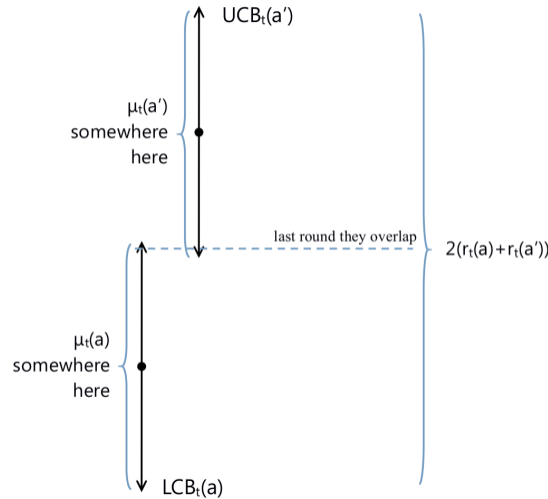 UCBₜ(a’)
μₜ(a’)
somewhere
here
last round they overlap
2(rₜ(a)+rₜ(a’))
μₜ(a)
somewhere
here
LCBₜ(a)